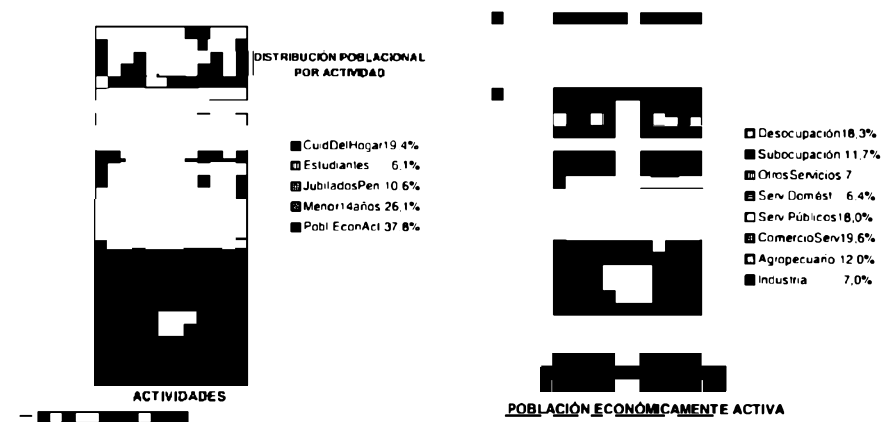 DISTRIBUCIÓN POBLACIONAL
POR ACTIVIDAD
CuidDelHogar19.4%
Estudiantes 6,1%
JubiladosPen 10,6%
Menor14años 26,1%
Pobl EconAct 37,8%
ACTIVIDADES
Desocupación18,3%
Subocupación 11,7%
OtrosServicios 7
Serv Domést 6,4%
Serv Públicos18,0%
ComercioServ19,6%
Agropecuario 12,0%
Industria 7,0%
POBLACIÓN ECONÓMICAMENTE ACTIVA